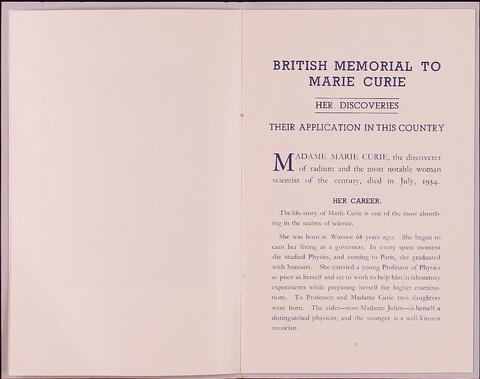 BRITISH MEMORIAL TO
MARIE CURIE
HER DISCOVERIES
THEIR APPLICATION IN THIS COUNTRY
MADAME MARIE CURIE, the discoverer
of radium and the most notable woman
scientist of the century, died in July, 1934.
HER CAREER.
The life-story of Marie Curie is one of the most absorb-
ing in the realms of science.
She was born at Warsaw 68 years ago. She began to
earn her living as a governess. In every spare moment
she studied Physics, and coming to Paris, she graduated
with honours. She married a young Professor of Physics
as poor as herself and set to work to help him in laboratory
experiments while preparing herself for higher examina-
tions. To Professor and Madame Curie two daughters
were born. The elder—now Madame Joliot—is herself a
distinguished physicist, and the younger is a well-known
musician.